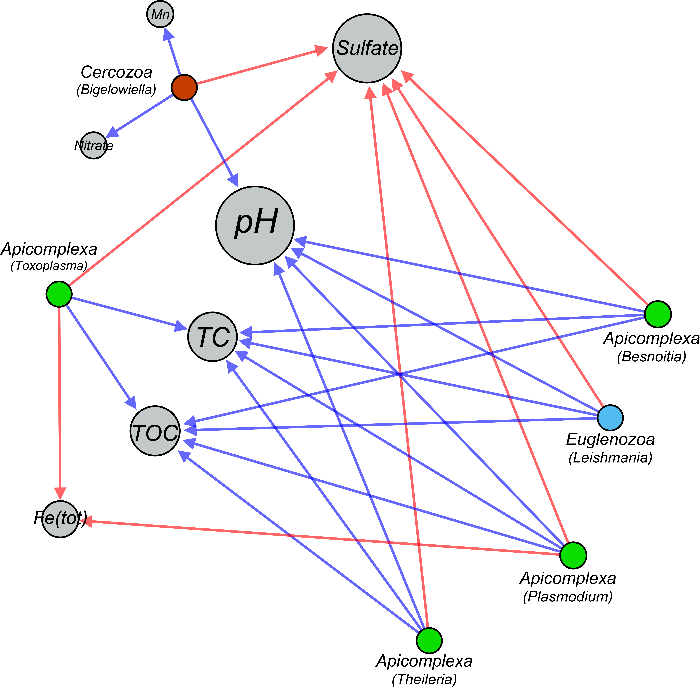 Mn
Sulfate
Cercozoa
(Bigelowiella)
Nitrate
pH
Apicomplexa
(Toxoplasma)
TC
Apicomplexa
(Besnoitia)
TOC
Euglenozoa
(Leishmania)
Fe(tot)
Apicomplexa
(Plasmodium)
Apicomplexa
(Theileria)